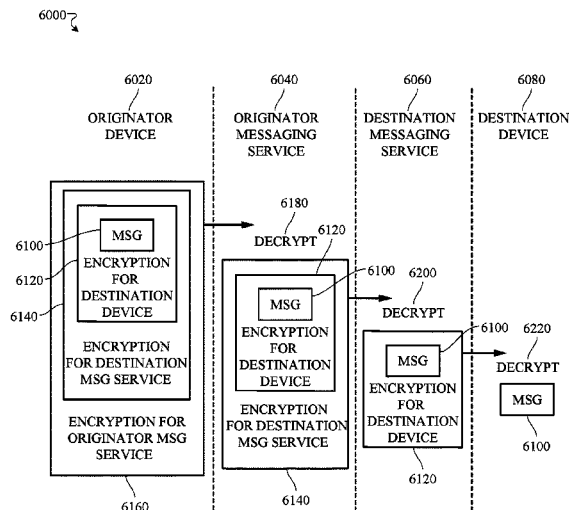 6000
6020
ORIGINATOR
DEVICE
6040
ORIGINATOR
MESSAGING
SERVICE
6060
DESTINATION
MESSAGING
SERVICE
6080
DESTINATION
DEVICE
6100
MSG
6120
ENCRYPTION
FOR
DESTINATION
DEVICE
6140
ENCRYPTION
FOR DESTINATION
MSG SERVICE
ENCRYPTION FOR
ORIGINATOR MSG
SERVICE
6160
6180
DECRYPT
6120
6100
MSG
ENCRYPTION
FOR
DESTINATION
DEVICE
ENCRYPTION
FOR DESTINATION
MSG SERVICE
6140
6200
DECRYPT
6100
MSG
ENCRYPTION
FOR
DESTINATION
DEVICE
6120
6220
DECRYPT
MSG
6100